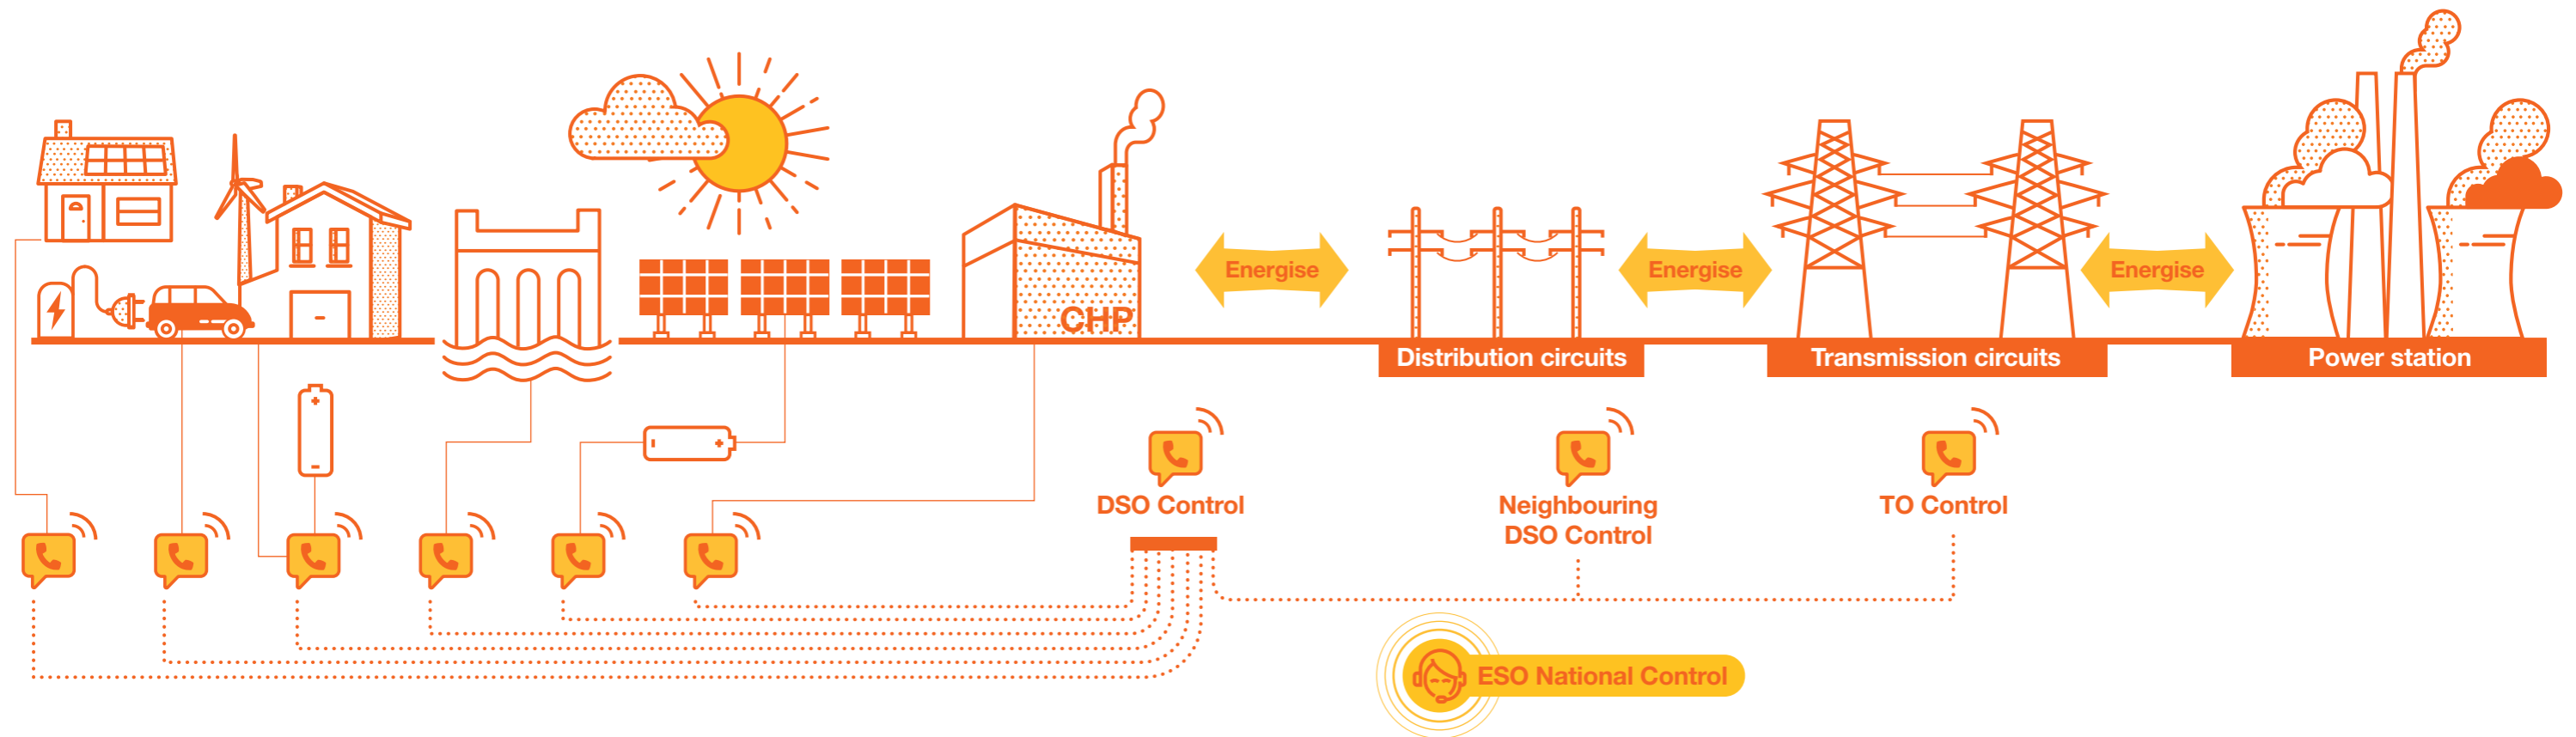 CHP
Energise
Energise
Energise
Distribution circuits
Transmission circuits
Power station
DSO Control
Neighbouring
DSO Control
TO Control
ESO National Control